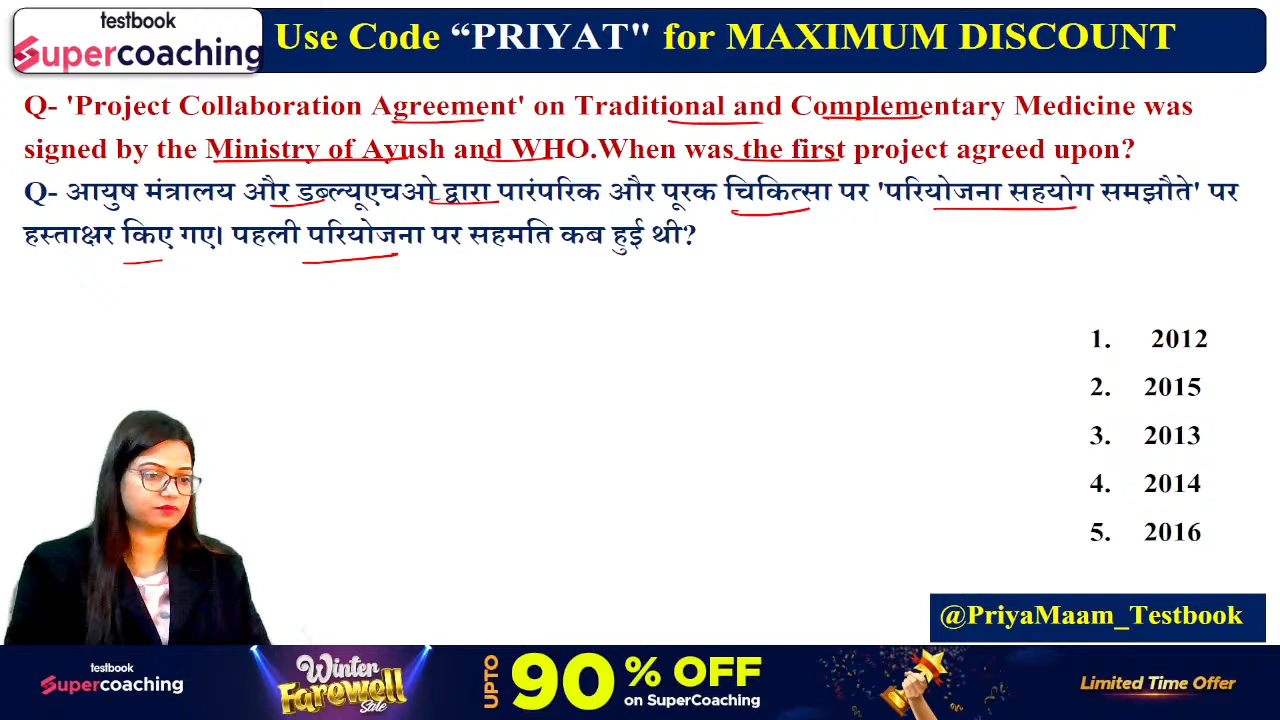 testbook
Supercoaching
Use Code “PRIYAT" for MAXIMUM DISCOUNT
Q- 'Project Collaboration Agreement' on Traditional and Complementary Medicine was
signed by the Ministry of Ayush and WHO.When was the first project agreed upon?
Q- आयुष मंत्रालय और डब्ल्यूएचओ द्वारा पारंपरिक और पूरक चिकित्सा पर 'परियोजना सहयोग समझौते' पर
हस्ताक्षर किए गए। पहली परियोजना पर सहमति कब हुई थी?
1. 2012
2. 2015
3. 2013
4. 2014
5. 2016
@PriyaMaam_Testbook
testbook
Supercoaching
Winter
Farewell
Sale
UPTO 90% OFF
on SuperCoaching
Limited Time Offer